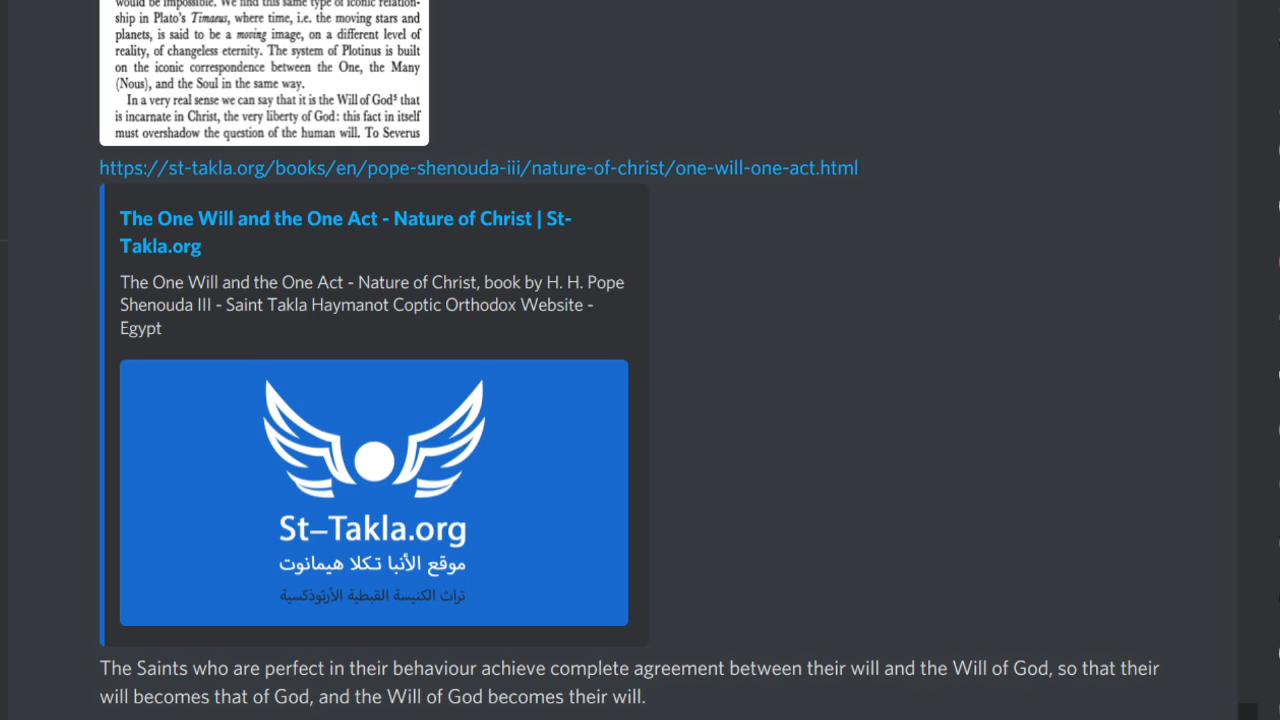 would be impossible. We find this same type of iconic relation-
ship in Plato's Timaeus, where time, i.e. the moving stars and
planets, is said to be a moving image, on a different level of
reality, of changeless eternity. The system of Plotinus is built
on the iconic correspondence between the One, the Many
(Nous), and the Soul in the same way.
In a very real sense we can say that it is the Will of God⁵ that
is incarnate in Christ, the very liberty of God: this fact in itself
must overshadow the question of the human will. To Severus
https://st-takla.org/books/en/pope-shenouda-iii/nature-of-christ/one-will-one-act.html
The One Will and the One Act - Nature of Christ | St-
Takla.org
The One Will and the One Act - Nature of Christ, book by H. H. Pope
Shenouda III - Saint Takla Haymanot Coptic Orthodox Website -
Egypt
St-Takla.org
موقع الأنبا تكلا هيمانوت
تراث الكنيسة القبطية الأرثوذكسية
The Saints who are perfect in their behaviour achieve complete agreement between their will and the Will of God, so that their
will becomes that of God, and the Will of God becomes their will.